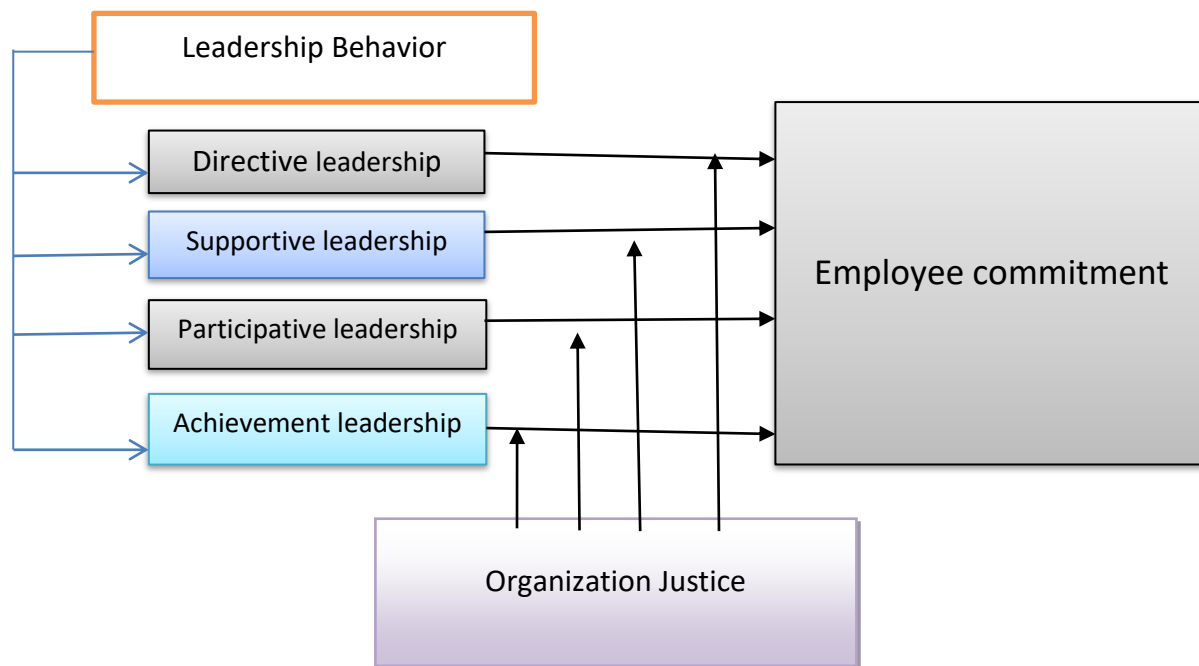 Leadership Behavior
Directive leadership
Supportive leadership
Participative leadership
Achievement leadership
Employee commitment
Organization Justice